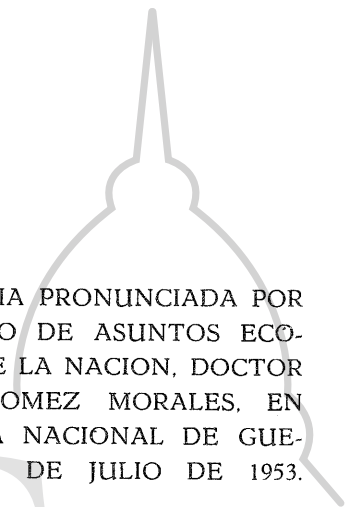 IA PRONUNCIADA POR
O DE ASUNTOS ECO-
E LA NACION, DOCTOR
OMEZ MORALES, EN
A NACIONAL DE GUE-
DE JULIO DE 1953.